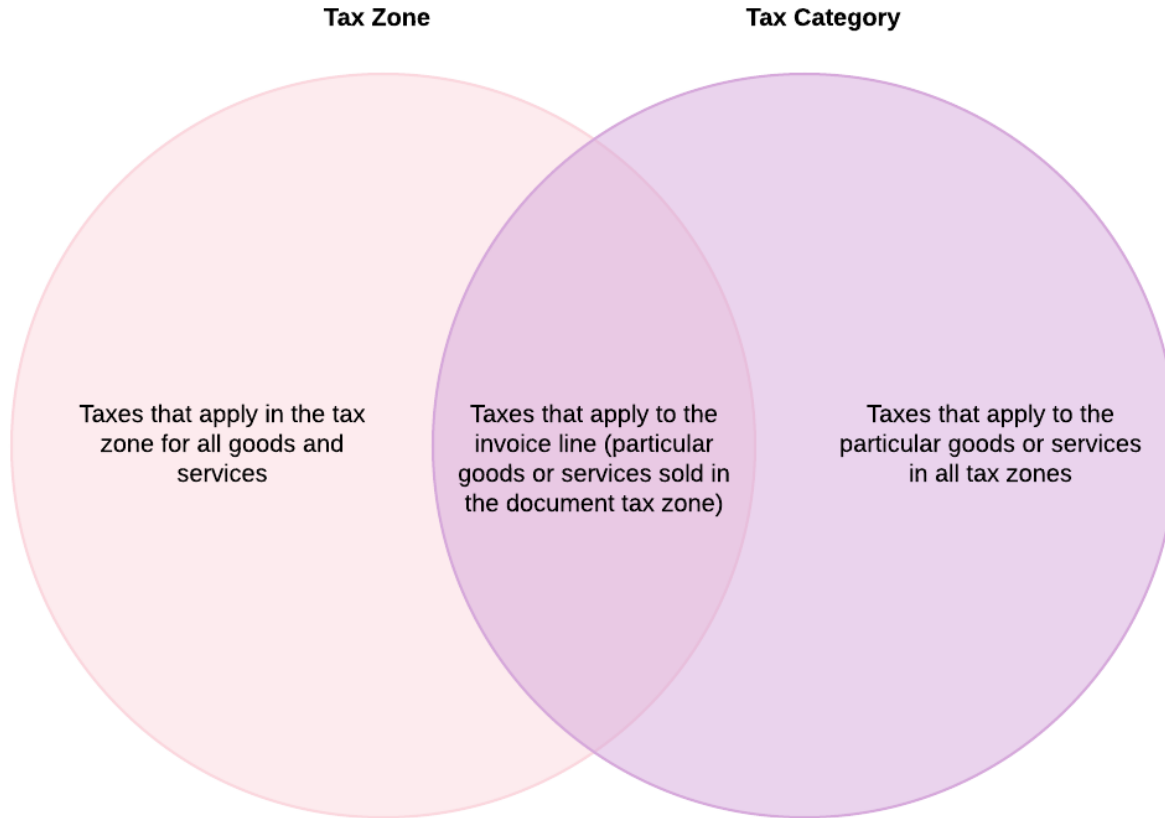 Tax Zone
Tax Category
Taxes that apply in the tax
zone for all goods and
services
Taxes that apply to the
invoice line (particular
goods or services sold in
the document tax zone)
Taxes that apply to the
particular goods or services
in all tax zones